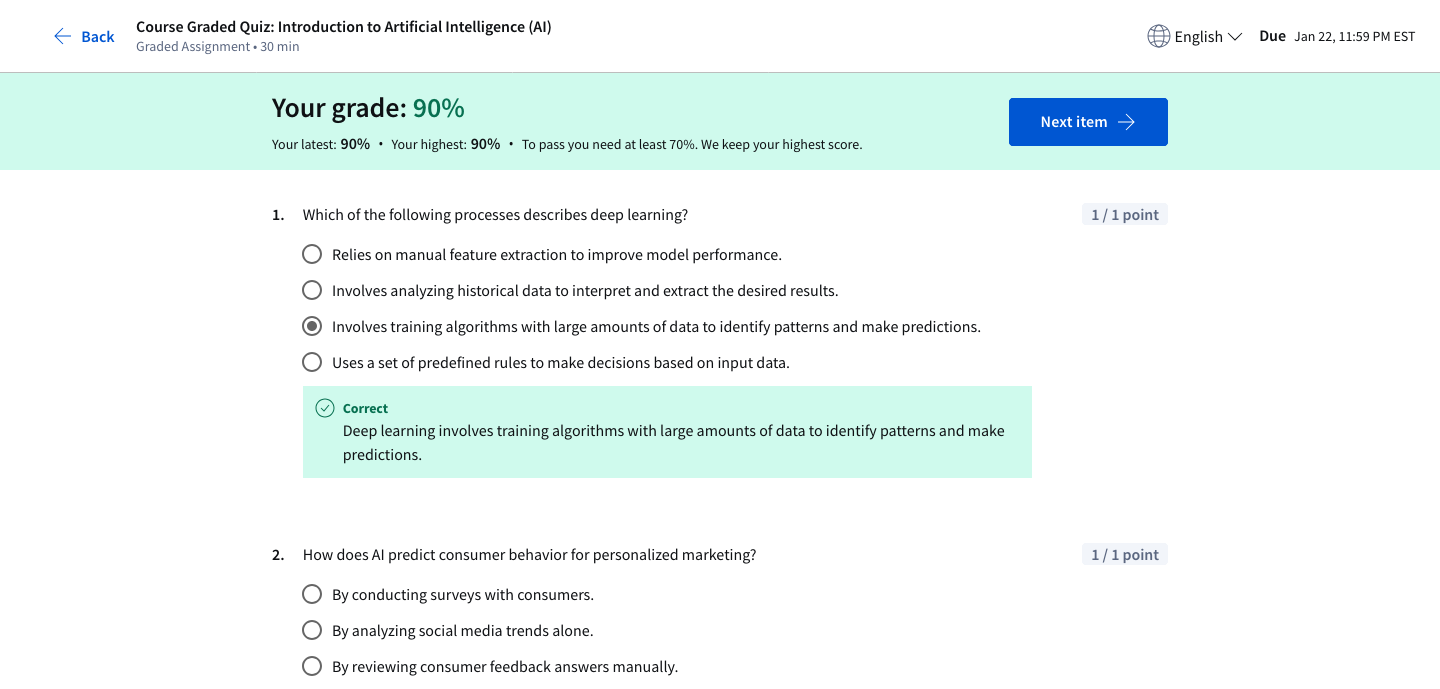 Back
Course Graded Quiz: Introduction to Artificial Intelligence (AI)
Graded Assignment • 30 min
English
Due Jan 22, 11:59 PM EST
Your grade: 90%
Your latest: 90% • Your highest: 90% • To pass you need at least 70%. We keep your highest score.
Next item
1. Which of the following processes describes deep learning?
1 / 1 point
Relies on manual feature extraction to improve model performance.
Involves analyzing historical data to interpret and extract the desired results.
Involves training algorithms with large amounts of data to identify patterns and make predictions.
Uses a set of predefined rules to make decisions based on input data.
Correct
Deep learning involves training algorithms with large amounts of data to identify patterns and make
predictions.
2. How does AI predict consumer behavior for personalized marketing?
1 / 1 point
By conducting surveys with consumers.
By analyzing social media trends alone.
By reviewing consumer feedback answers manually.